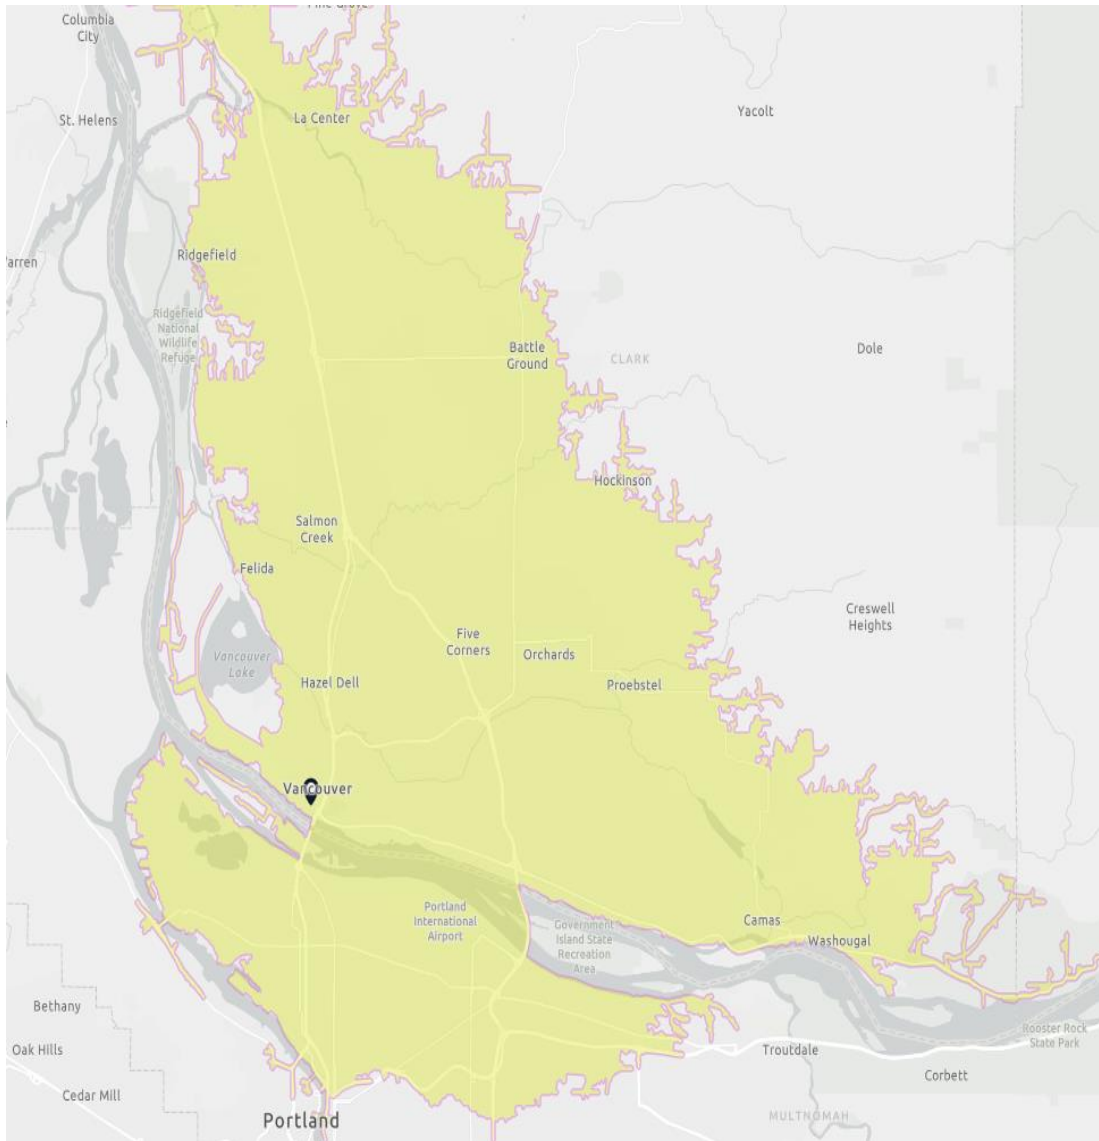 Pine Grove
Columbia
City
Yacolt
La Center
St. Helens
Ridgefield
Ridgefield
National
Wildlife
Refuge
Battle
Ground
CLARK
Dole
Hockinson
Salmon
Creek
Felida
Creswell
Heights
Five
Corners
Orchards
Vancouver
Lake
Hazel Dell
Proebstel
Vancouver
Portland
International
Airport
Camas
Government
Island State
Recreation
Area
Washougal
Bethany
Rooster Rock
State Park
Oak Hills
Troutdale
Corbett
Cedar Mill
Portland
MULTNOMAH